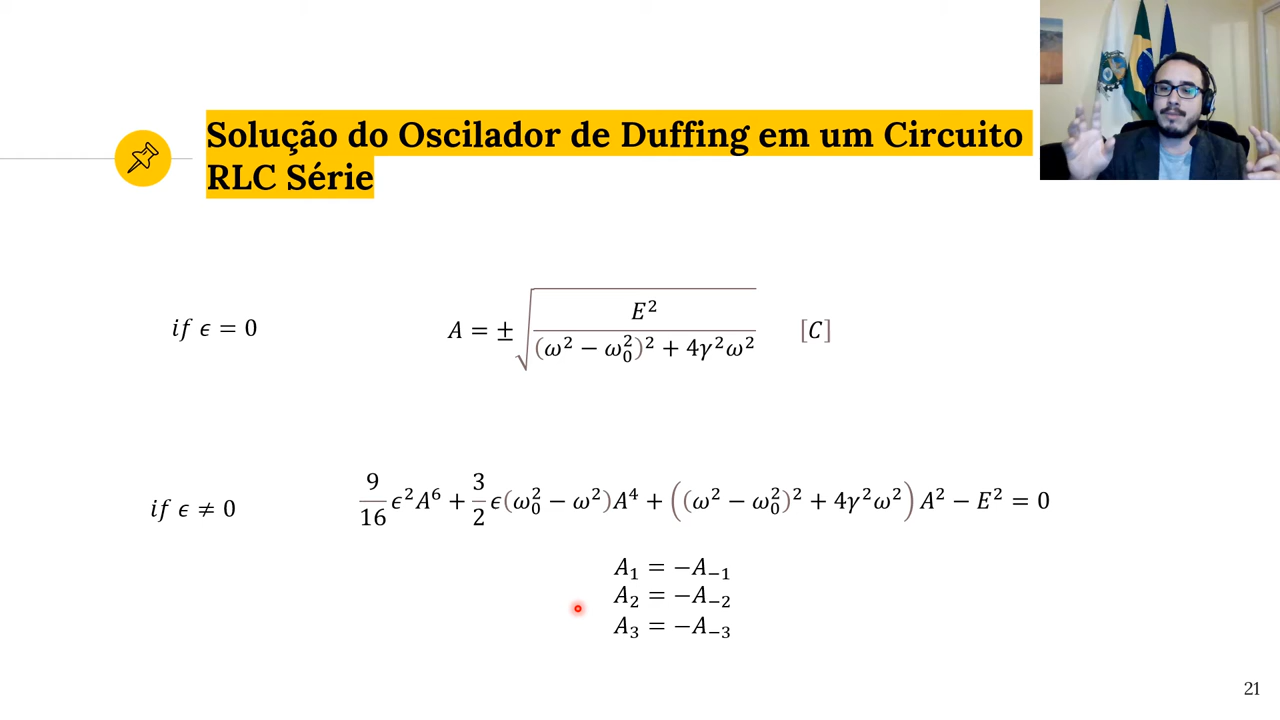 Solução do Oscilador de Duffing em um Circuito
RLC Série
if ϵ = 0
A = ±√(E²/((ω² − ω₀²)² + 4γ²ω²)) [C]
if ϵ ≠ 0
9/16 ϵ²A⁶ + 3/2 ϵ(ω₀² − ω²)A⁴ + ((ω² − ω₀²)² + 4γ²ω²)A² − E² = 0
A₁ = −A₋₁
A₂ = −A₋₂
A₃ = −A₋₃
21